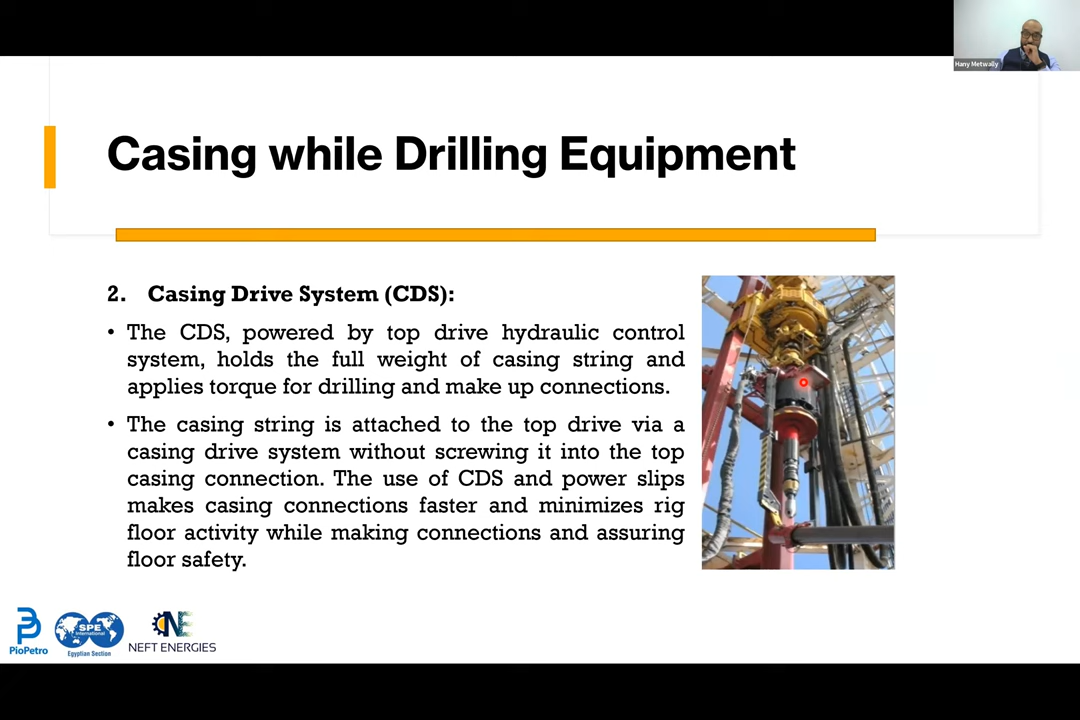 Hany Metwally
Casing while Drilling Equipment
2. Casing Drive System (CDS):
• The CDS, powered by top drive hydraulic control
system, holds the full weight of casing string and
applies torque for drilling and make up connections.
• The casing string is attached to the top drive via a
casing drive system without screwing it into the top
casing connection. The use of CDS and power slips
makes casing connections faster and minimizes rig
floor activity while making connections and assuring
floor safety.
PioPetro
SPE
International
Egyptian Section
NE
NEFT ENERGIES